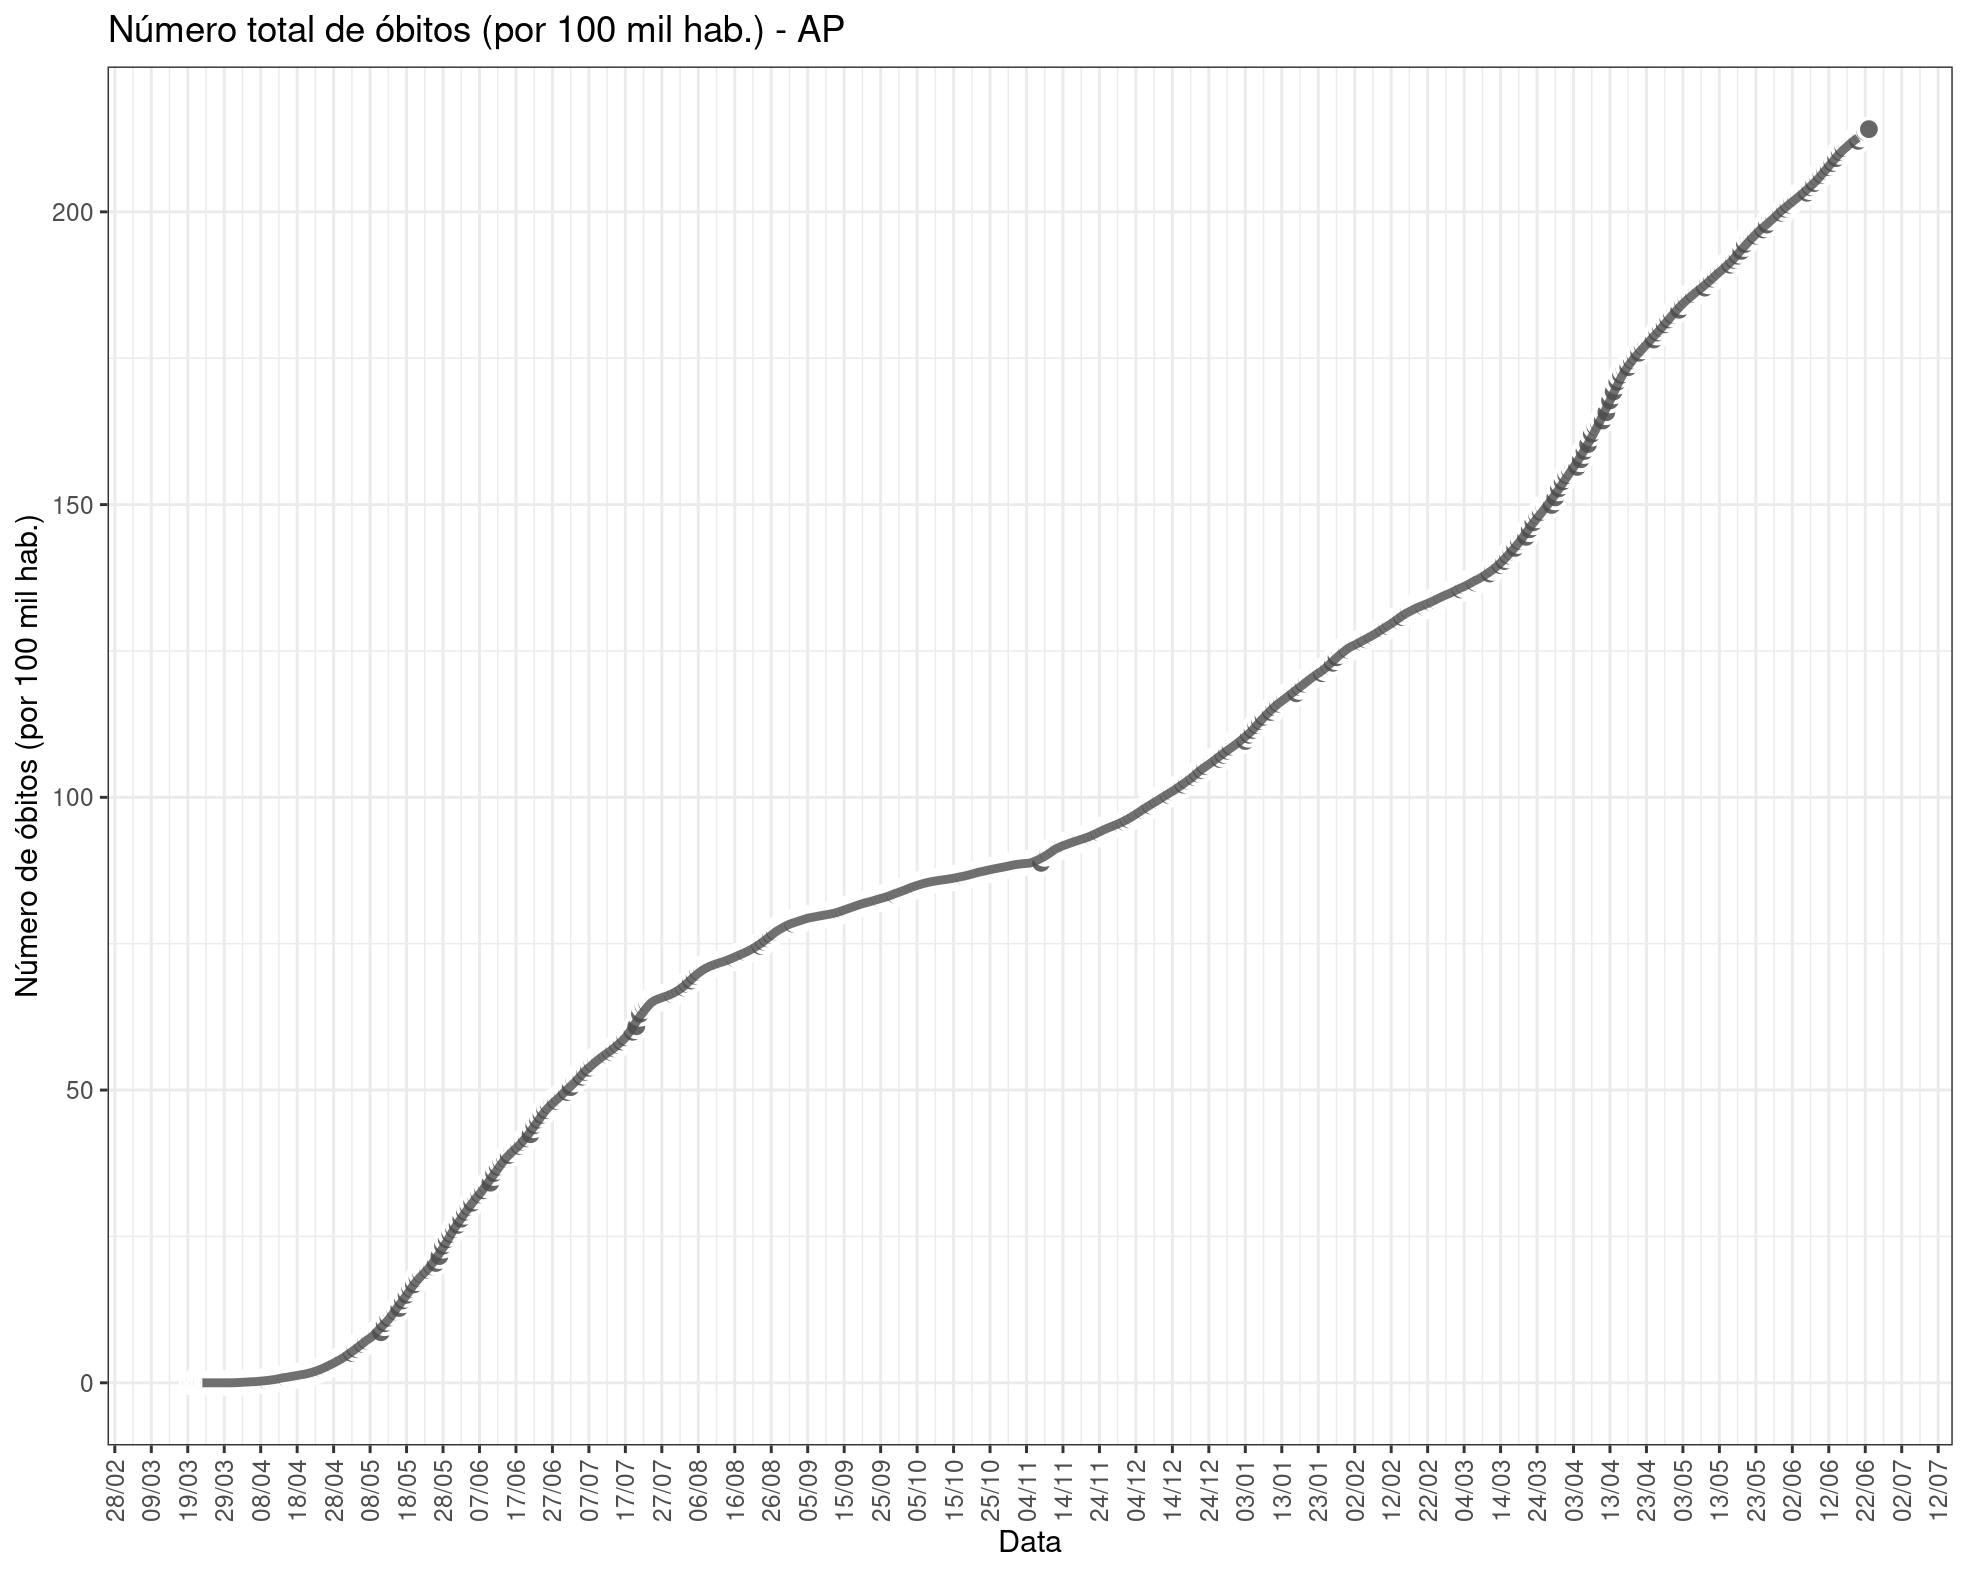 Número total de óbitos (por 100 mil hab.) - AP
Número de óbitos (por 100 mil hab.)
200
150
100
50
0
28/02 09/03 19/03 29/03 08/04 18/04 28/04 08/05 18/05 28/05 07/06 17/06 27/06 07/07 17/07 27/07 06/08 16/08 26/08 05/09 15/09 25/09 05/10 15/10 25/10 04/11 14/11 24/11 04/12 14/12 24/12 03/01 13/01 23/01 02/02 12/02 22/02 04/03 14/03 24/03 03/04 13/04 23/04 03/05 13/05 23/05 02/06 12/06 22/06 02/07 12/07
Data